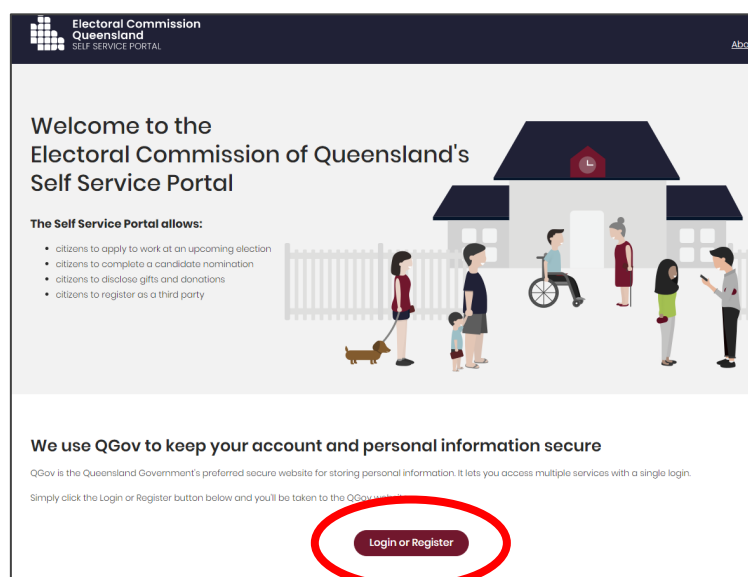 Electoral Commission
Queensland
SELF SERVICE PORTAL
Abo
Welcome to the
Electoral Commission of Queensland's
Self Service Portal
The Self Service Portal allows:
• citizens to apply to work at an upcoming election
• citizens to complete a candidate nomination
• citizens to disclose gifts and donations
• citizens to register as a third party
We use QGov to keep your account and personal information secure
QGov is the Queensland Government's preferred secure website for storing personal information. It lets you access multiple services with a single login.
Simply click the Login or Register button below and you'll be taken to the QGov
Login or Register